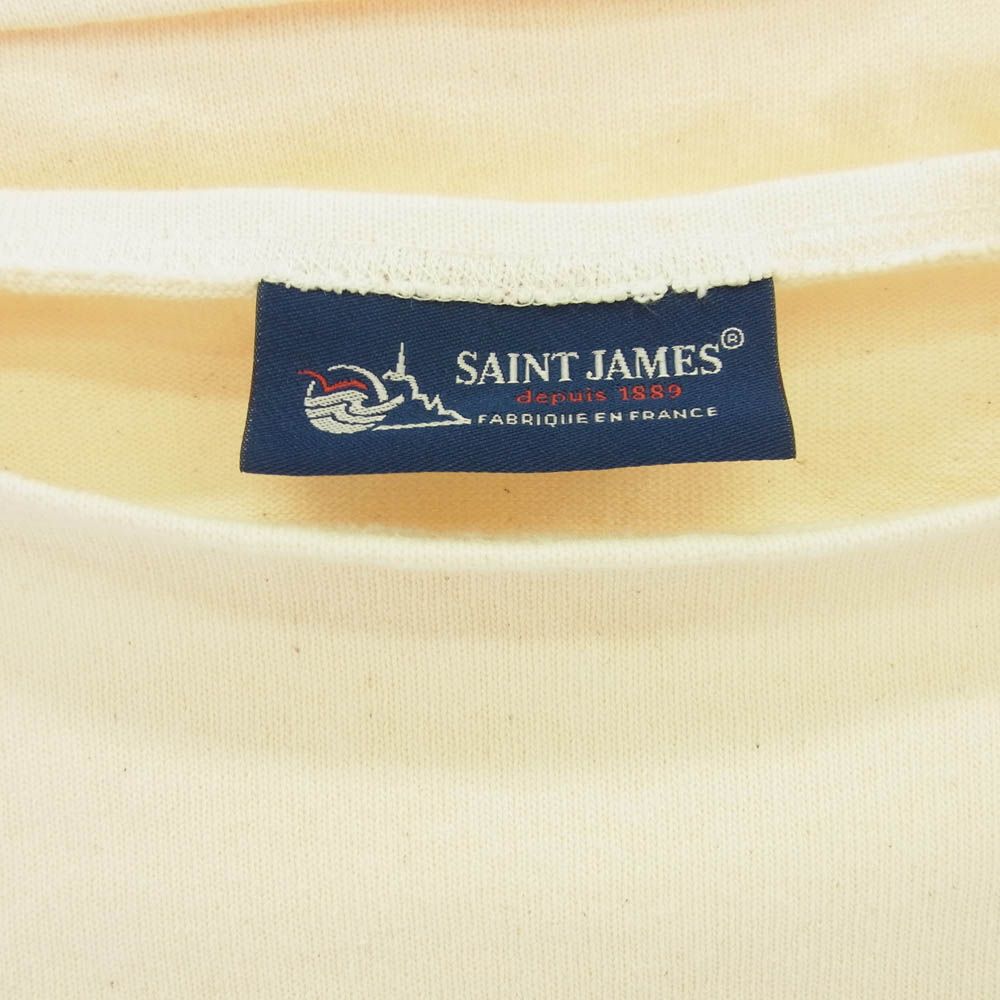 SAINT JAMES®
depuis 1889
FABRIQUE EN FRANCE